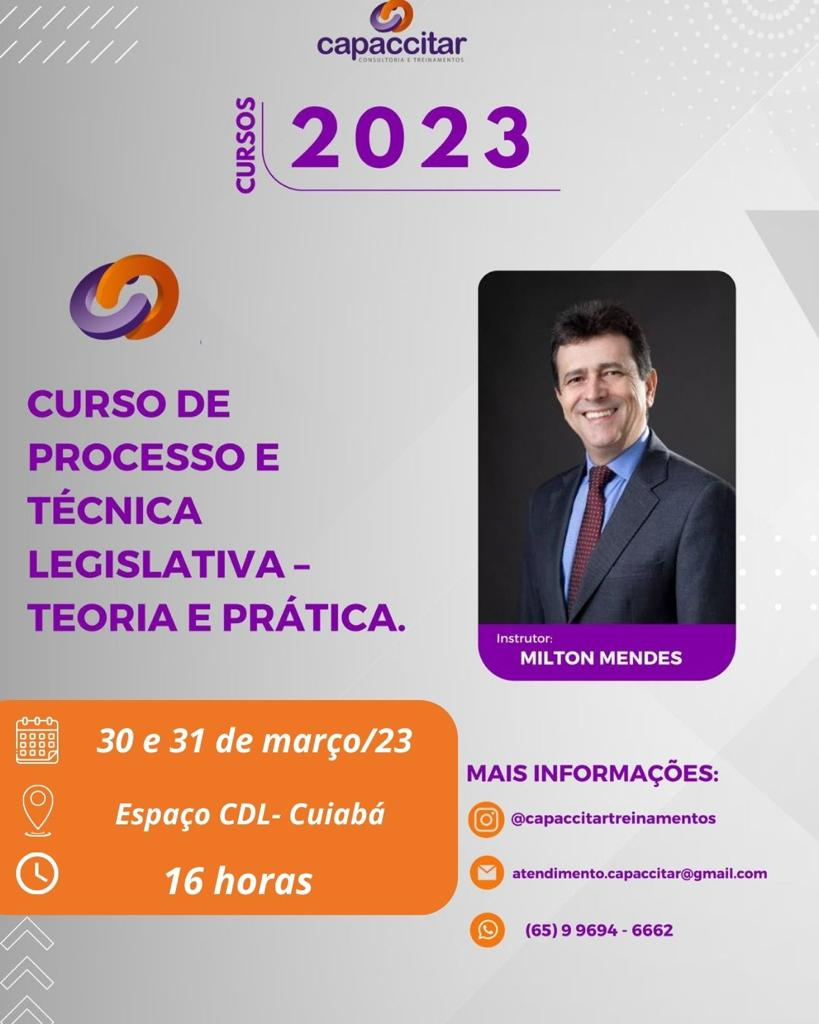 capaccitar
CONSULTORIA E TREINAMENTOS
CURSOS
2023
CURSO DE
PROCESSO E
TÉCNICA
LEGISLATIVA –
TEORIA E PRÁTICA.
Instrutor:
MILTON MENDES
30 e 31 de março/23
Espaço CDL- Cuiabá
16 horas
MAIS INFORMAÇÕES:
@capaccitartreinamentos
atendimento.capaccitar@gmail.com
(65) 9 9694 - 6662